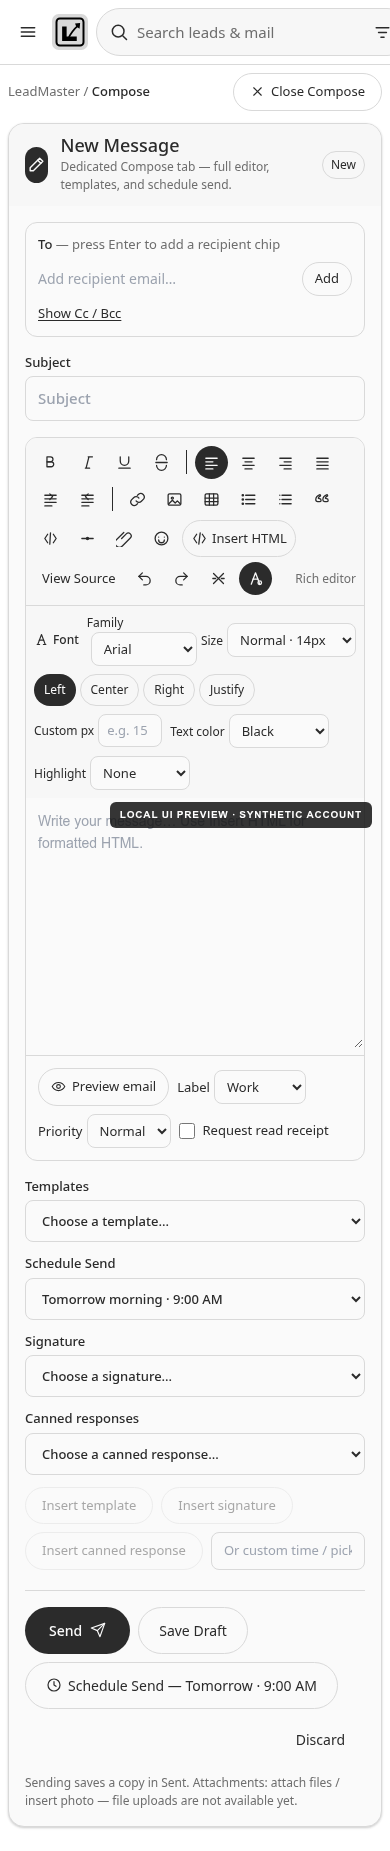 Search leads & mail
LeadMaster / Compose
Close Compose
New Message
Dedicated Compose tab — full editor,
templates, and schedule send.
New
To — press Enter to add a recipient chip
Add recipient email...
Add
Show Cc / Bcc
Subject
Subject
Insert HTML
View Source
Rich editor
Font
Family
Arial
Size
Normal · 14px
Left
Center
Right
Justify
Custom px
e.g. 15
Text color
Black
Highlight
None
LOCAL UI PREVIEW · SYNTHETIC ACCOUNT
Write your
formatted HTML.
Preview email
Label
Work
Priority
Normal
Request read receipt
Templates
Choose a template...
Schedule Send
Tomorrow morning · 9:00 AM
Signature
Choose a signature...
Canned responses
Choose a canned response...
Insert template
Insert signature
Insert canned response
Or custom time / pick
Send
Save Draft
Schedule Send — Tomorrow · 9:00 AM
Discard
Sending saves a copy in Sent. Attachments: attach files /
insert photo — file uploads are not available yet.